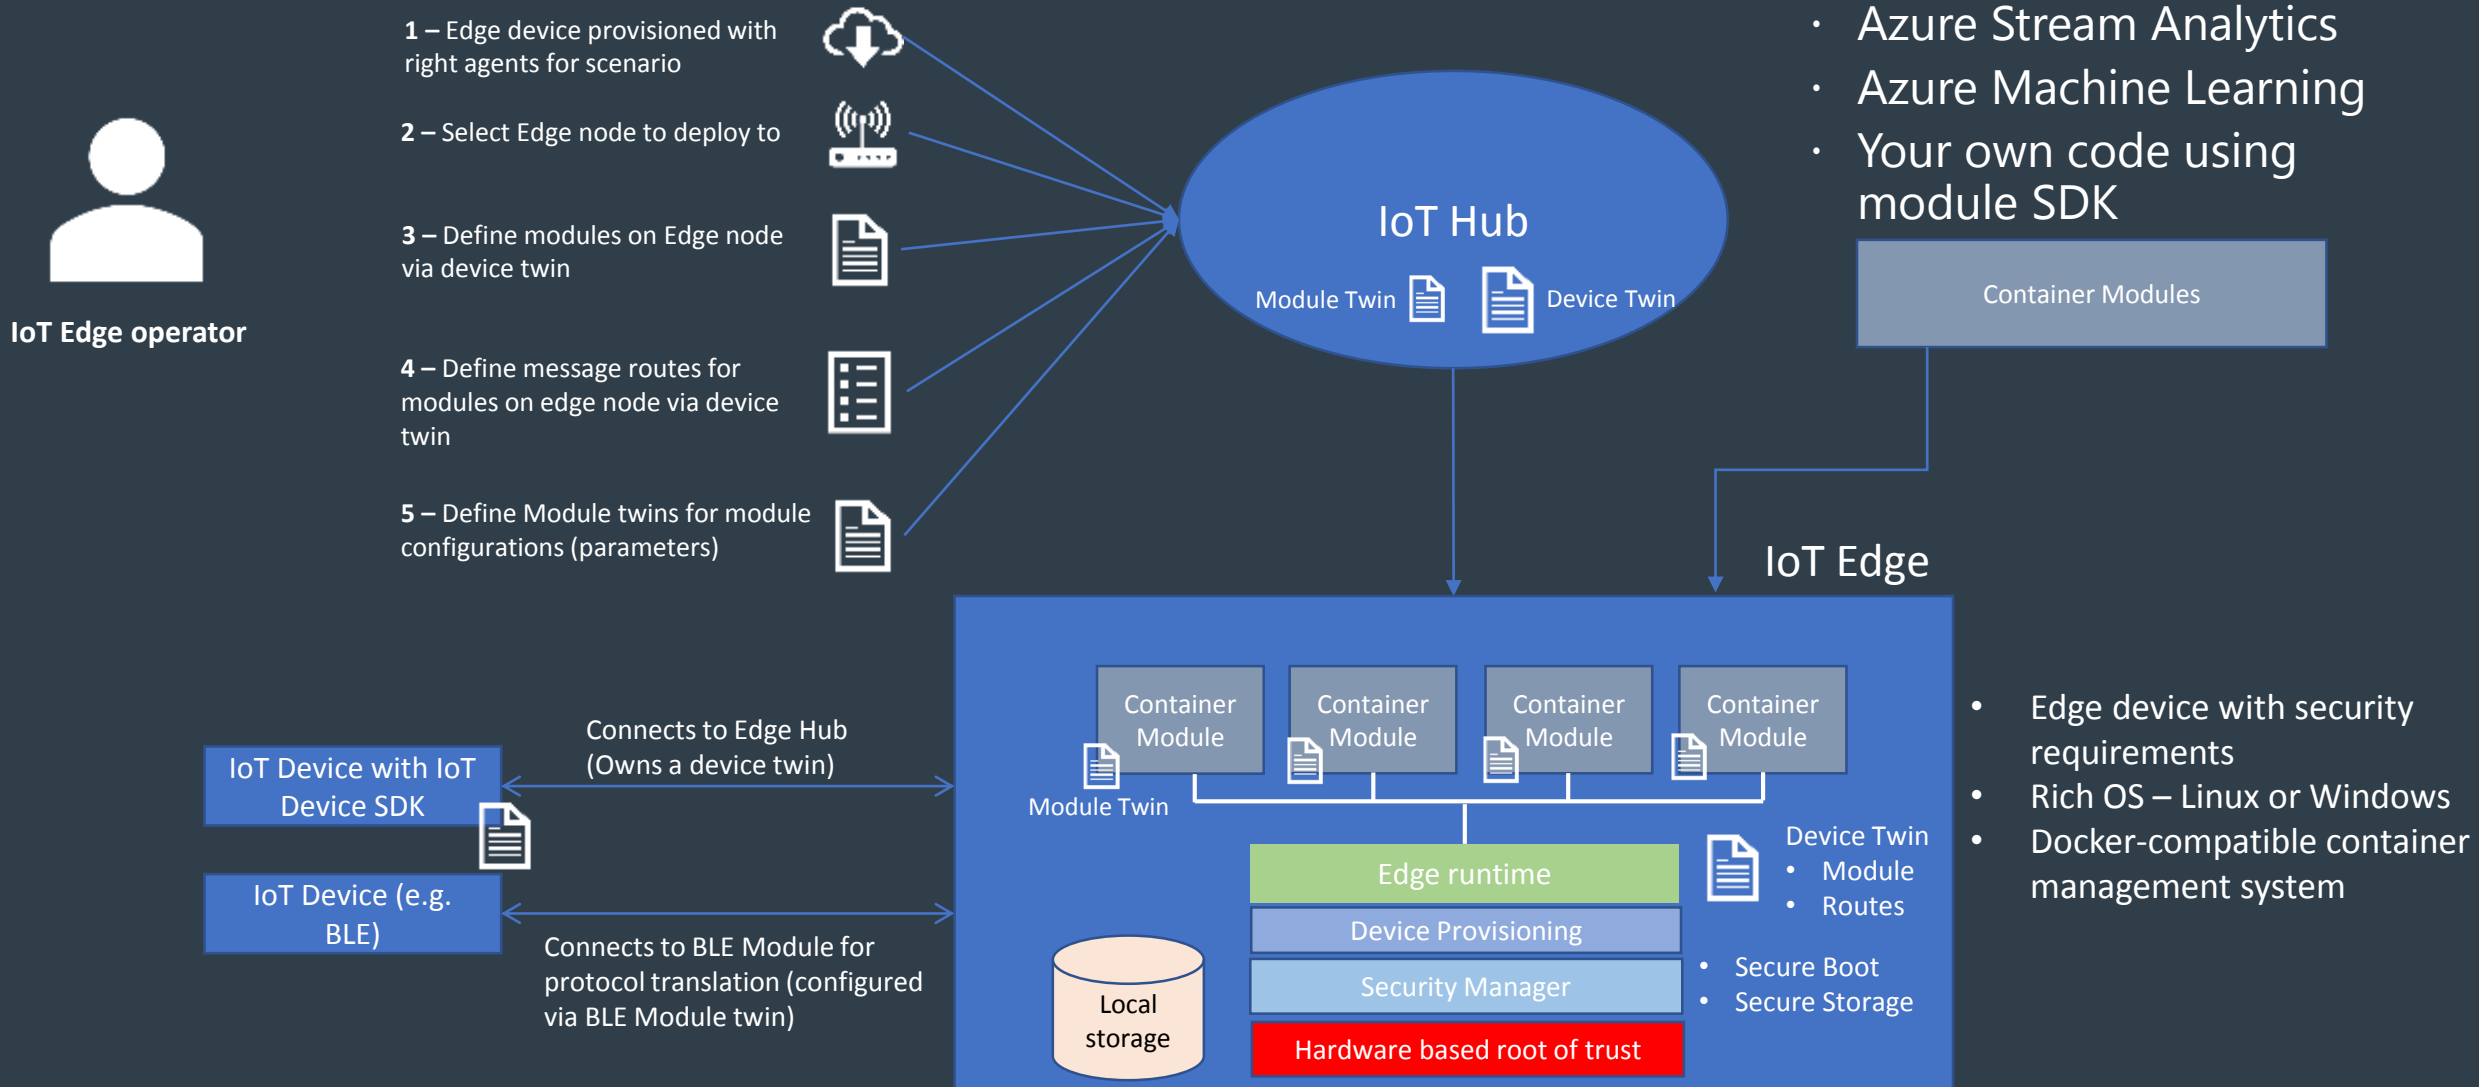 1 – Edge device provisioned with
right agents for scenario
2 – Select Edge node to deploy to
3 – Define modules on Edge node
via device twin
4 – Define message routes for
modules on edge node via device
twin
5 – Define Module twins for module
configurations (parameters)
IoT Edge operator
IoT Hub
Module Twin
Device Twin
· Azure Stream Analytics
· Azure Machine Learning
· Your own code using
module SDK
Container Modules
IoT Edge
Container
Module
Container
Module
Container
Module
Container
Module
Module Twin
Edge runtime
Device Provisioning
Security Manager
Hardware based root of trust
Local
storage
Device Twin
• Module
• Routes
• Secure Boot
• Secure Storage
• Edge device with security
requirements
• Rich OS – Linux or Windows
• Docker-compatible container
management system
IoT Device with IoT
Device SDK
Connects to Edge Hub
(Owns a device twin)
IoT Device (e.g.
BLE)
Connects to BLE Module for
protocol translation (configured
via BLE Module twin)